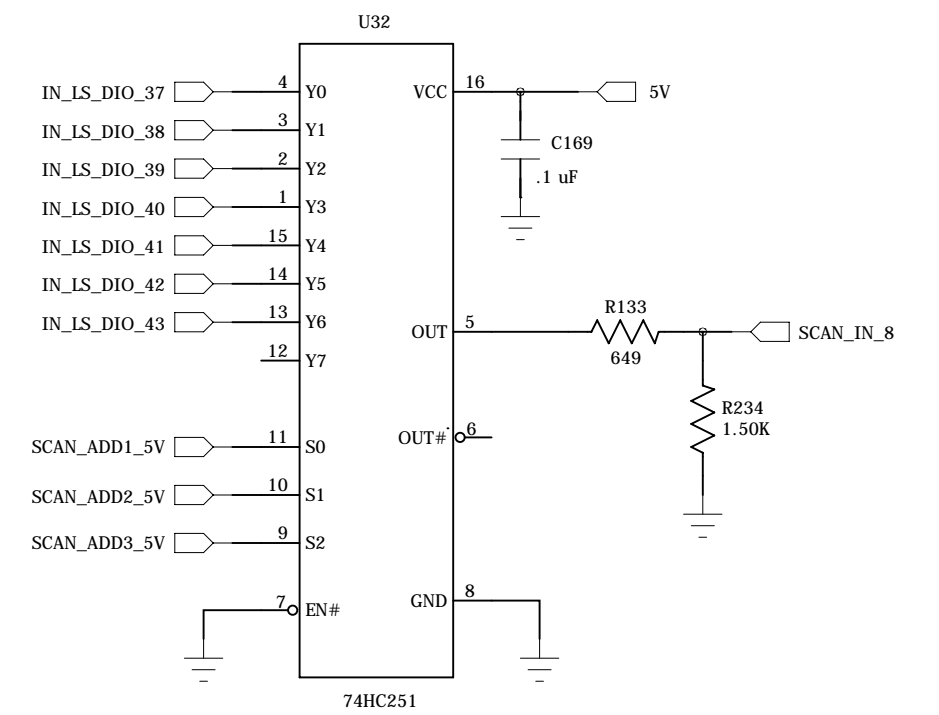 U32
IN_LS_DIO_37 4 Y0 VCC 16 5V
IN_LS_DIO_38 3 Y1 C169
IN_LS_DIO_39 2 Y2 .1 uF
IN_LS_DIO_40 1 Y3
IN_LS_DIO_41 15 Y4
IN_LS_DIO_42 14 Y5
R133
IN_LS_DIO_43 13 Y6 OUT 5 SCAN_IN_8
12 Y7 649
R234
1.50K
SCAN_ADD1_5V 11 S0 OUT# 6
SCAN_ADD2_5V 10 S1
SCAN_ADD3_5V 9 S2
7 EN# GND 8
74HC251